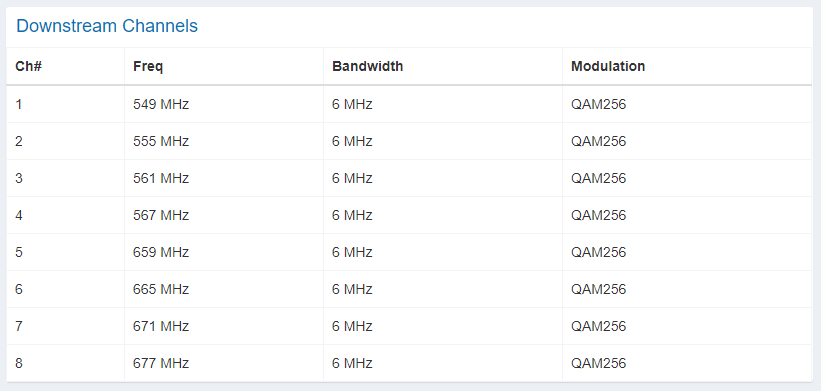 Downstream Channels
Ch# Freq Bandwidth Modulation
1 549 MHz 6 MHz QAM256
2 555 MHz 6 MHz QAM256
3 561 MHz 6 MHz QAM256
4 567 MHz 6 MHz QAM256
5 659 MHz 6 MHz QAM256
6 665 MHz 6 MHz QAM256
7 671 MHz 6 MHz QAM256
8 677 MHz 6 MHz QAM256